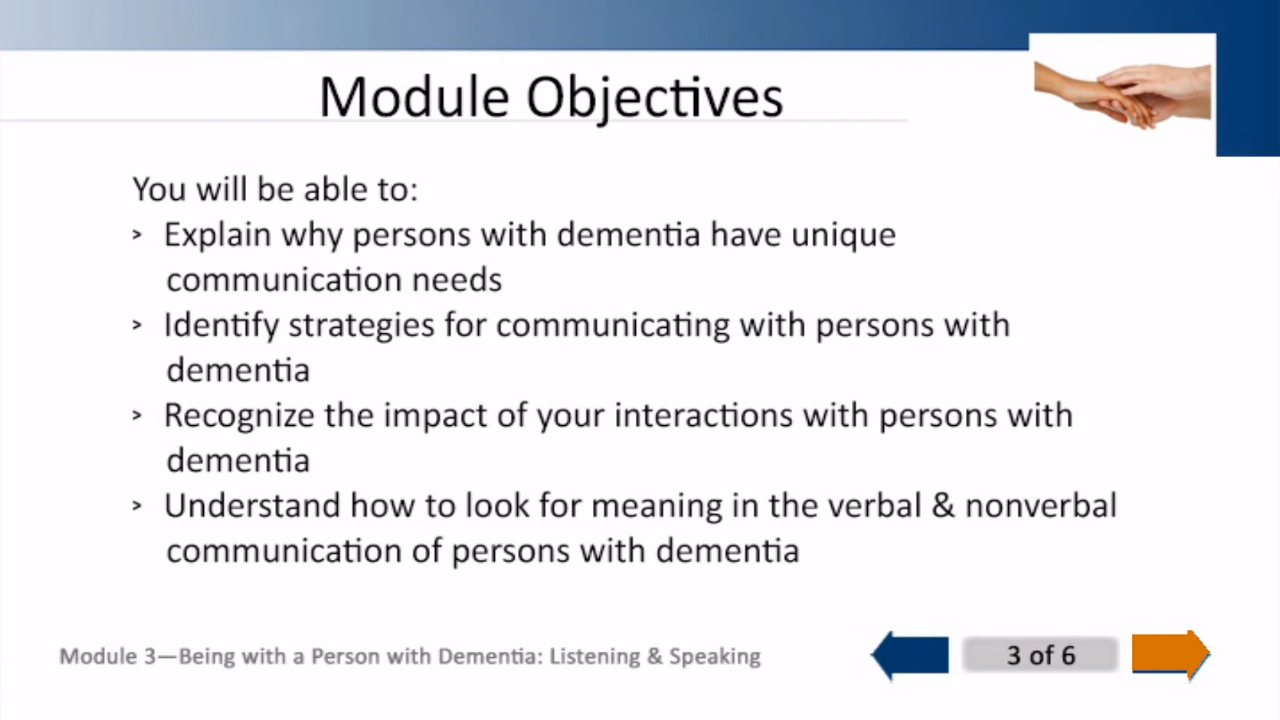 Module Objectives
You will be able to:
> Explain why persons with dementia have unique
communication needs
> Identify strategies for communicating with persons with
dementia
> Recognize the impact of your interactions with persons with
dementia
> Understand how to look for meaning in the verbal & nonverbal
communication of persons with dementia
Module 3—Being with a Person with Dementia: Listening & Speaking
3 of 6